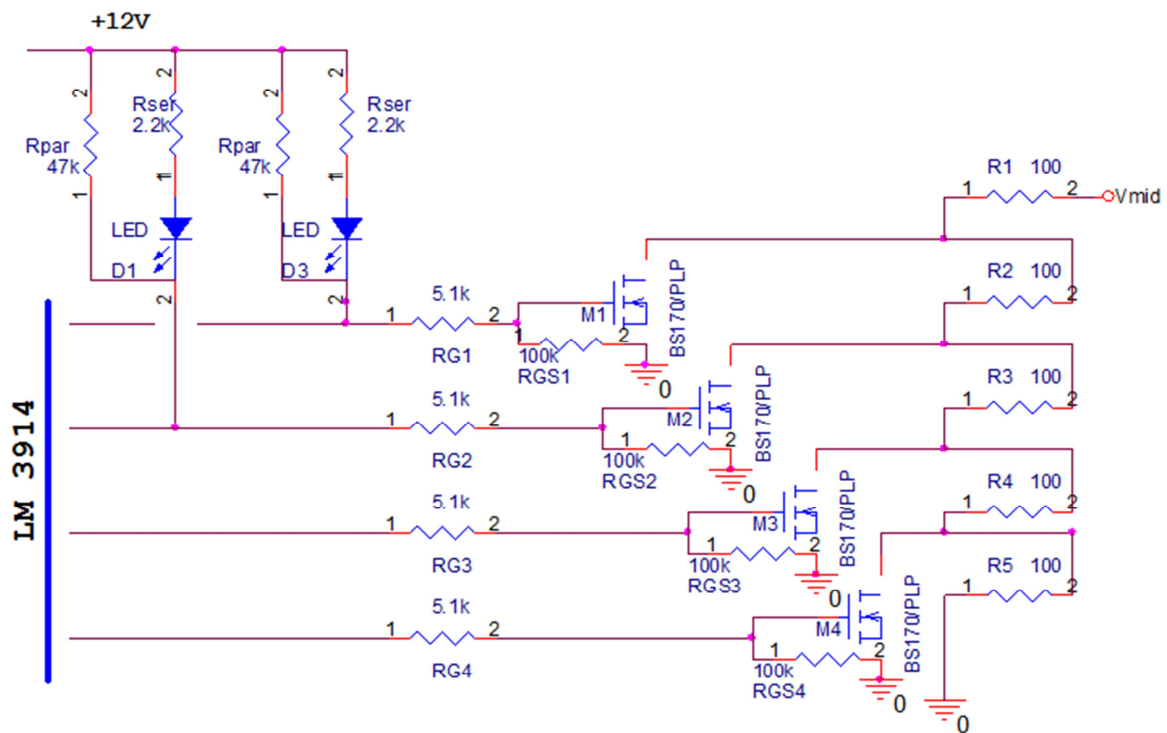 +12V
2
2
2
2
Rser
2.2k
Rser
2.2k
Rpar
47k
Rpar
47k
1
11
1
11
LED
LED
D1
D3
2
2
R1 100
1
2
Vmid
R2 100
1
2
R3 100
1
2
R4 100
1
2
R5 100
1
2
0
LM 3914
5.1k
1
2
RG1
M1
BS170/PLP
1
2
100k
RGS1
0
5.1k
1
2
RG2
M2
BS170/PLP
1
2
100k
RGS2
0
5.1k
1
2
RG3
M3
BS170/PLP
1
2
100k
RGS3
0
5.1k
1
2
RG4
M4
BS170/PLP
1
2
100k
RGS4
0